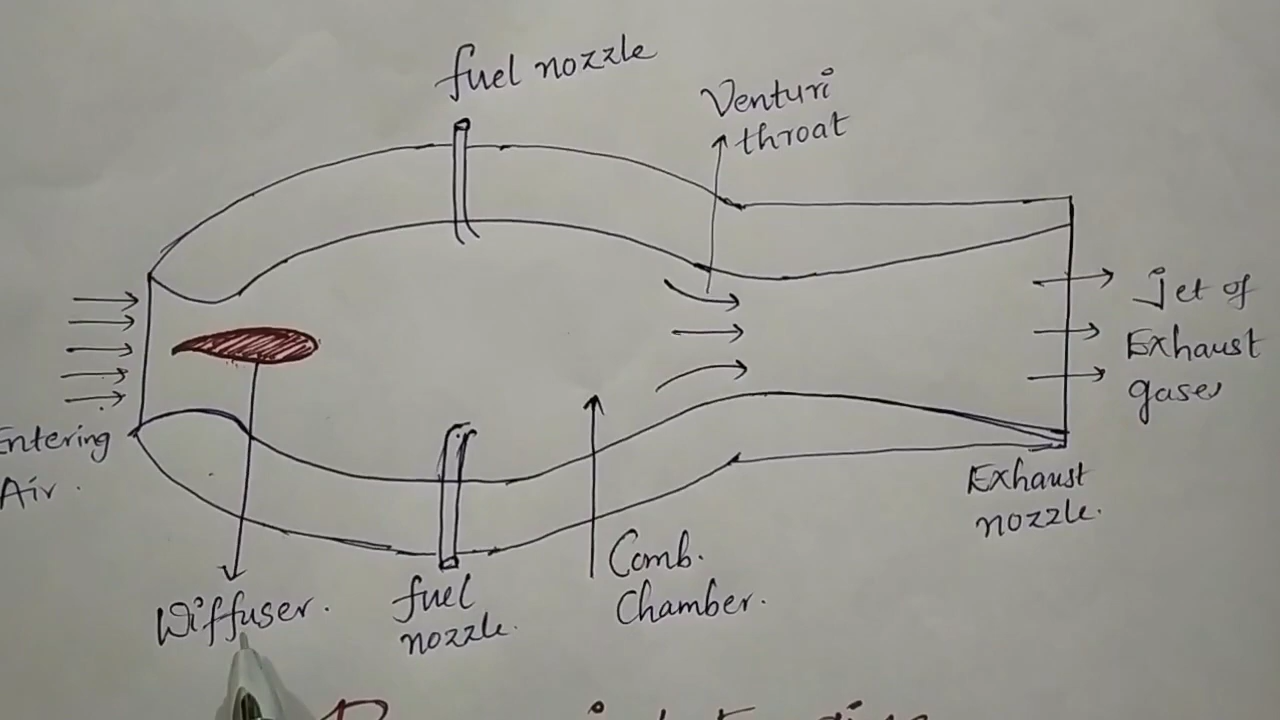 fuel nozzle
Venturi
throat
jet of
Exhaust
gases
Entering
Air.
Exhaust
nozzle.
Diffuser.
fuel
nozzle.
Comb.
Chamber.